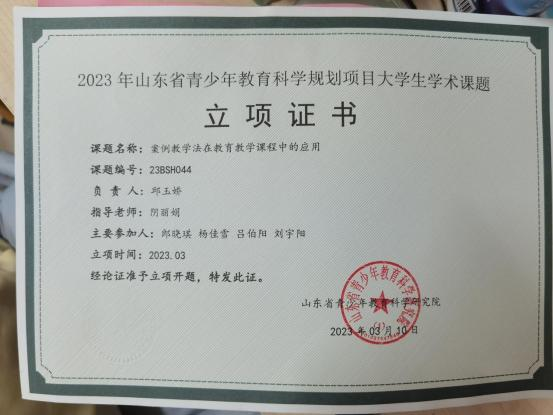 2023年山东省青少年教育科学规划项目大学生学术课题
立项证书
课题名称：案例教学法在教育教学课程中的应用
课题编号：23BSH044
负责人：邱玉娇
指导老师：阴丽娟
主要参加人：郎晓琪 杨佳雪 吕伯阳 刘宇阳
立项时间：2023.03
经论证准予立项开题，特发此证。
山东省青少年教育科学研究院
2023年03月10日